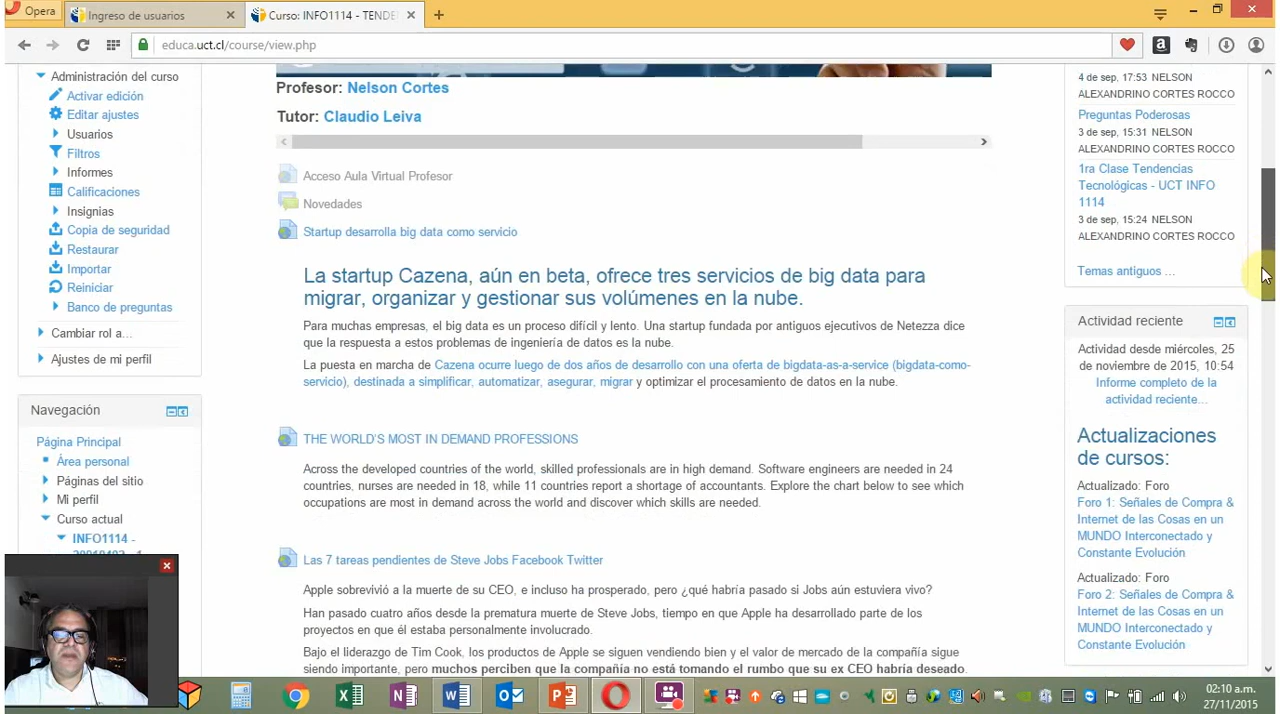 Opera
Ingreso de usuarios
Curso: INFO1114 - TENDE
educa.uct.cl/course/view.php
Administración del curso
Activar edición
Editar ajustes
Usuarios
Filtros
Informes
Calificaciones
Insignias
Copia de seguridad
Restaurar
Importar
Reiniciar
Banco de preguntas
Cambiar rol a...
Ajustes de mi perfil
Navegación
Página Principal
Área personal
Páginas del sitio
Mi perfil
Curso actual
INFO1114 -
Profesor: Nelson Cortes
Tutor: Claudio Leiva
Acceso Aula Virtual Profesor
Novedades
Startup desarrolla big data como servicio
La startup Cazena, aún en beta, ofrece tres servicios de big data para
migrar, organizar y gestionar sus volúmenes en la nube.
Para muchas empresas, el big data es un proceso difícil y lento. Una startup fundada por antiguos ejecutivos de Netezza dice
que la respuesta a estos problemas de ingeniería de datos es la nube.
La puesta en marcha de Cazena ocurre luego de dos años de desarrollo con una oferta de bigdata-as-a-service (bigdata-como-
servicio), destinada a simplificar, automatizar, asegurar, migrar y optimizar el procesamiento de datos en la nube.
THE WORLD'S MOST IN DEMAND PROFESSIONS
Across the developed countries of the world, skilled professionals are in high demand. Software engineers are needed in 24
countries, nurses are needed in 18, while 11 countries report a shortage of accountants. Explore the chart below to see which
occupations are most in demand across the world and discover which skills are needed.
Las 7 tareas pendientes de Steve Jobs Facebook Twitter
Apple sobrevivió a la muerte de su CEO, e incluso ha prosperado, pero ¿qué habría pasado si Jobs aún estuviera vivo?
Han pasado cuatro años desde la prematura muerte de Steve Jobs, tiempo en que Apple ha desarrollado parte de los
proyectos en que él estaba personalmente involucrado.
Bajo el liderazgo de Tim Cook, los productos de Apple se siguen vendiendo bien y el valor de mercado de la compañía sigue
siendo importante, pero muchos perciben que la compañía no está tomando el rumbo que su ex CEO habría deseado.
4 de sep, 17:53 NELSON
ALEXANDRINO CORTES ROCCO
Preguntas Poderosas
3 de sep, 15:31 NELSON
ALEXANDRINO CORTES ROCCO
1ra Clase Tendencias
Tecnológicas - UCT INFO
1114
3 de sep, 15:24 NELSON
ALEXANDRINO CORTES ROCCO
Temas antiguos ...
Actividad reciente
Actividad desde miércoles, 25
de noviembre de 2015, 10:54
Informe completo de la
actividad reciente...
Actualizaciones
de cursos:
Actualizado: Foro
Foro 1: Señales de Compra &
Internet de las Cosas en un
MUNDO Interconectado y
Constante Evolución
Actualizado: Foro
Foro 2: Señales de Compra &
Internet de las Cosas en un
MUNDO Interconectado y
Constante Evolución
02:10 a.m.
27/11/2015